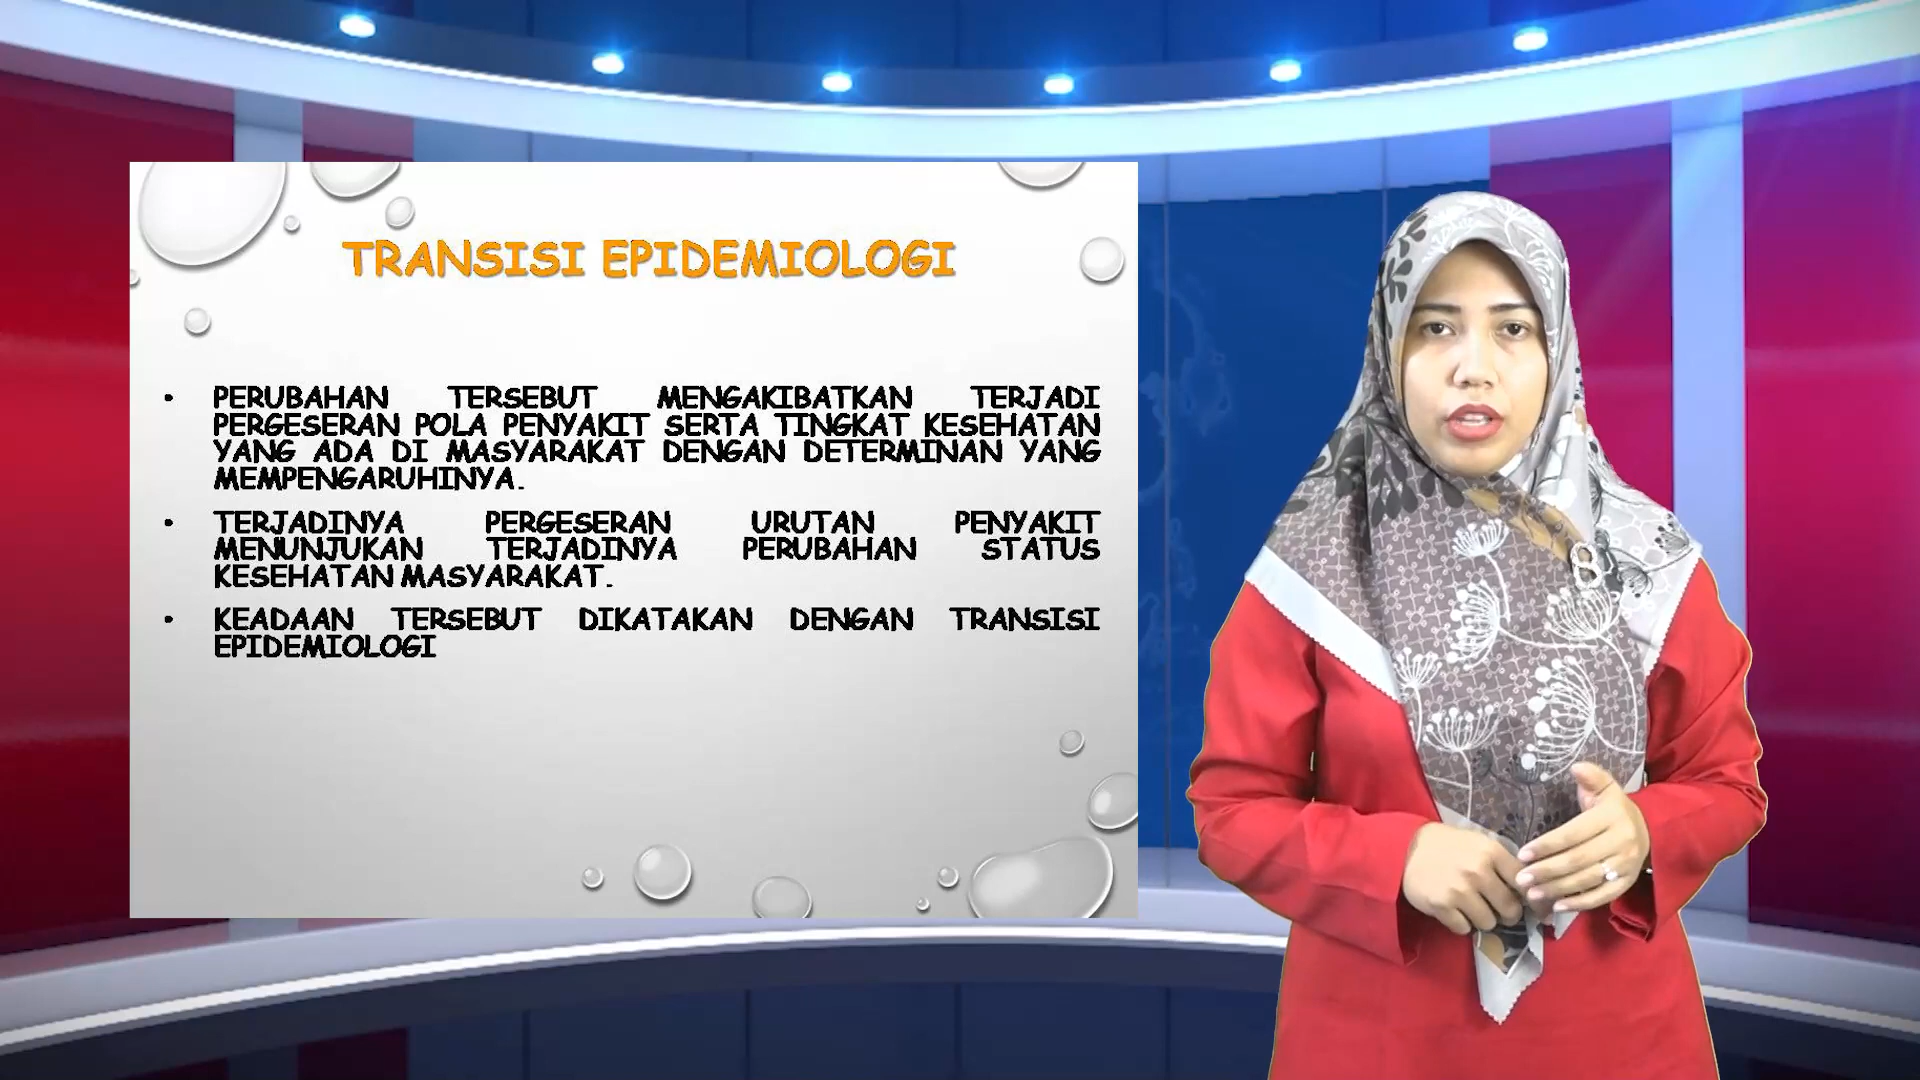 TRANSISI EPIDEMIOLOGI
• PERUBAHAN TERSEBUT MENGAKIBATKAN TERJADI
PERGESERAN POLA PENYAKIT SERTA TINGKAT KESEHATAN
YANG ADA DI MASYARAKAT DENGAN DETERMINAN YANG
MEMPENGARUHINYA.
• TERJADINYA PERGESERAN URUTAN PENYAKIT
MENUNJUKAN TERJADINYA PERUBAHAN STATUS
KESEHATAN MASYARAKAT.
• KEADAAN TERSEBUT DIKATAKAN DENGAN TRANSISI
EPIDEMIOLOGI